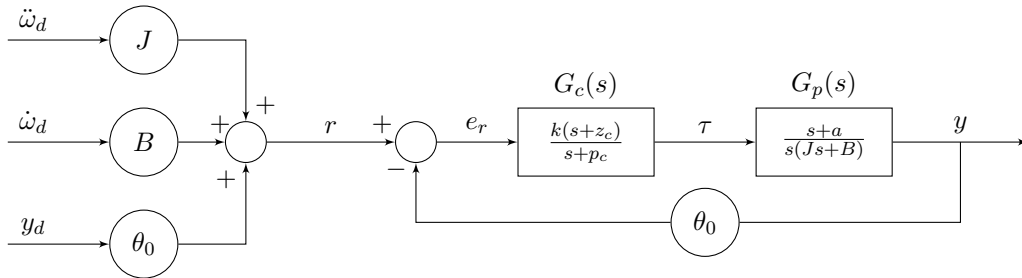 ω̈_d
J
G_c(s)
G_p(s)
+
ω̇_d
B
+
r
+
e_r
k(s+z_c)
s+p_c
τ
s+a
s(Js+B)
y
+
−
y_d
θ_0
θ_0